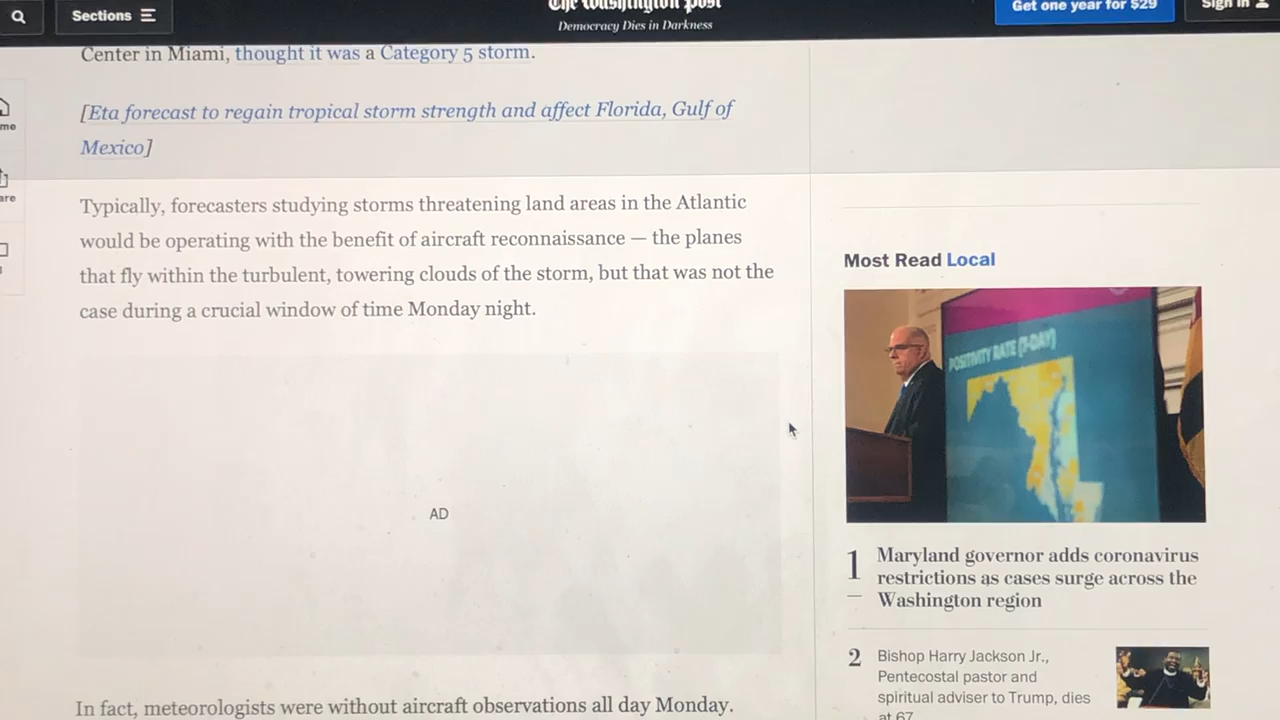 Sections
The Washington Post
Democracy Dies in Darkness
Get one year for $29
Sign in
Center in Miami, thought it was a Category 5 storm.
[Eta forecast to regain tropical storm strength and affect Florida, Gulf of
Mexico]
Typically, forecasters studying storms threatening land areas in the Atlantic
would be operating with the benefit of aircraft reconnaissance — the planes
that fly within the turbulent, towering clouds of the storm, but that was not the
case during a crucial window of time Monday night.
AD
In fact, meteorologists were without aircraft observations all day Monday.
me
are
Most Read Local
POSITIVITY RATE (7-DAY)
1
Maryland governor adds coronavirus
restrictions as cases surge across the
Washington region
2
Bishop Harry Jackson Jr.,
Pentecostal pastor and
spiritual adviser to Trump, dies
at 67